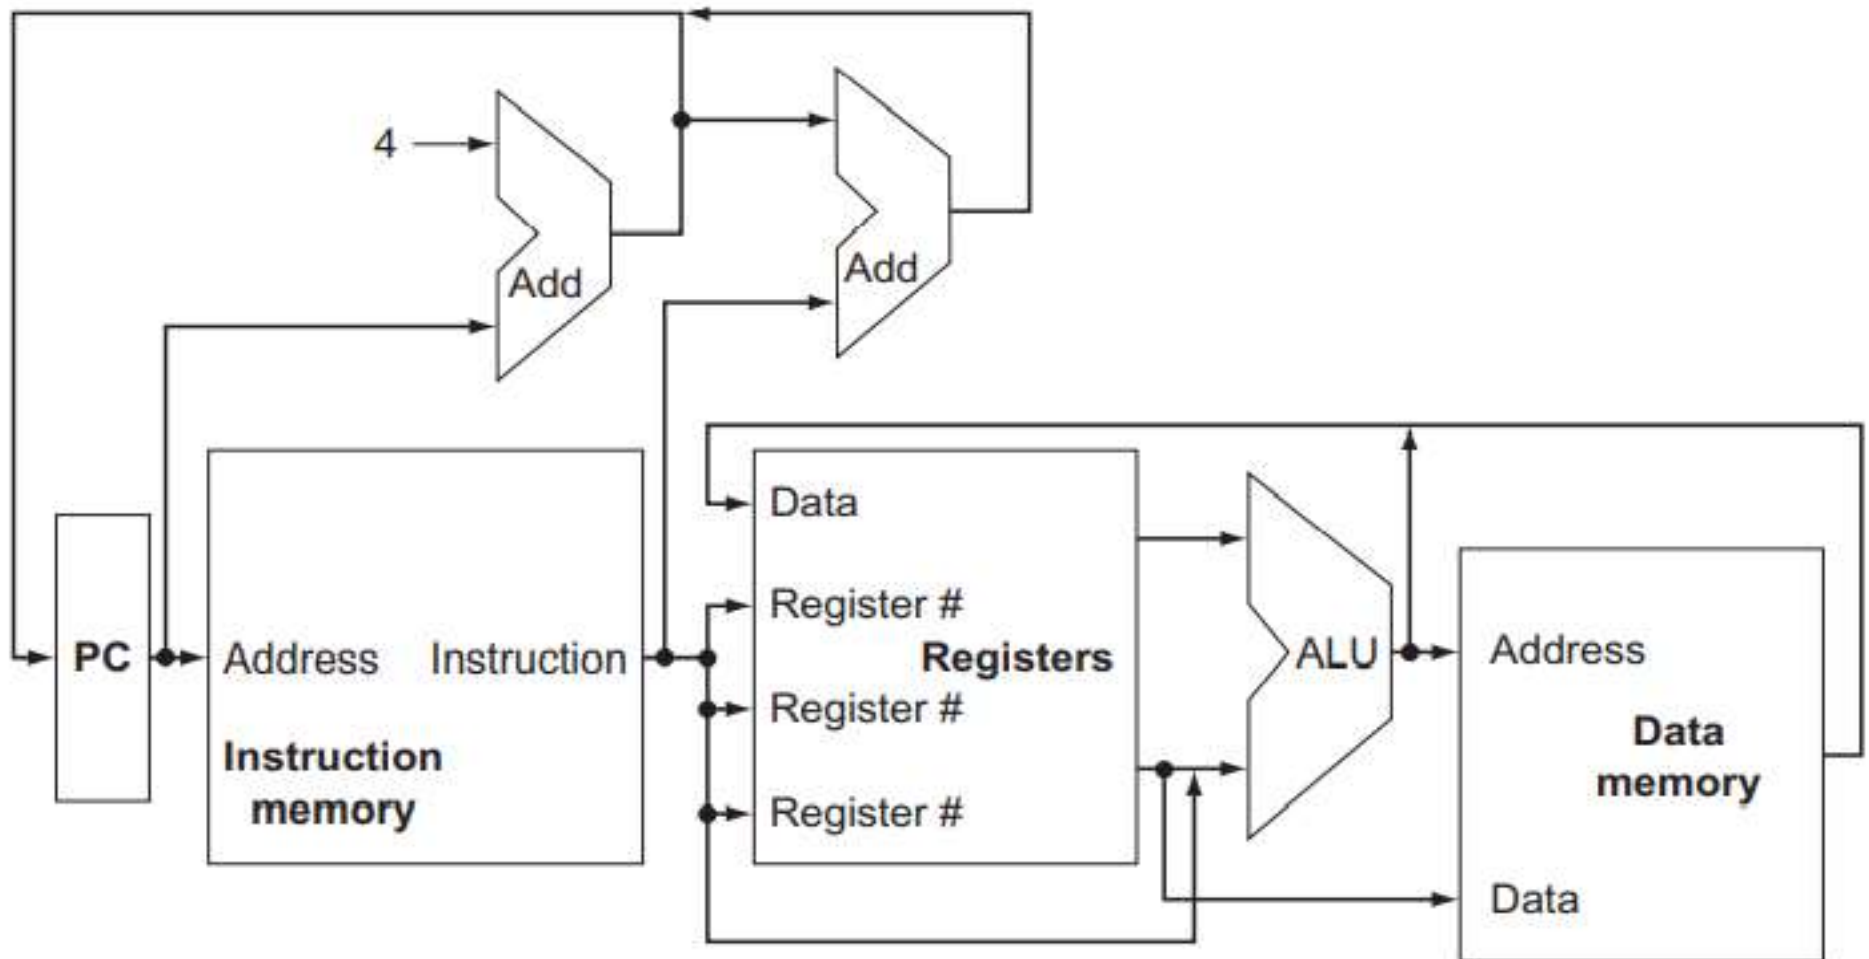 4
Add
Add
Data
Register #
PC
Address
Instruction
Registers
ALU
Address
Register #
Instruction
memory
Data
memory
Register #
Data